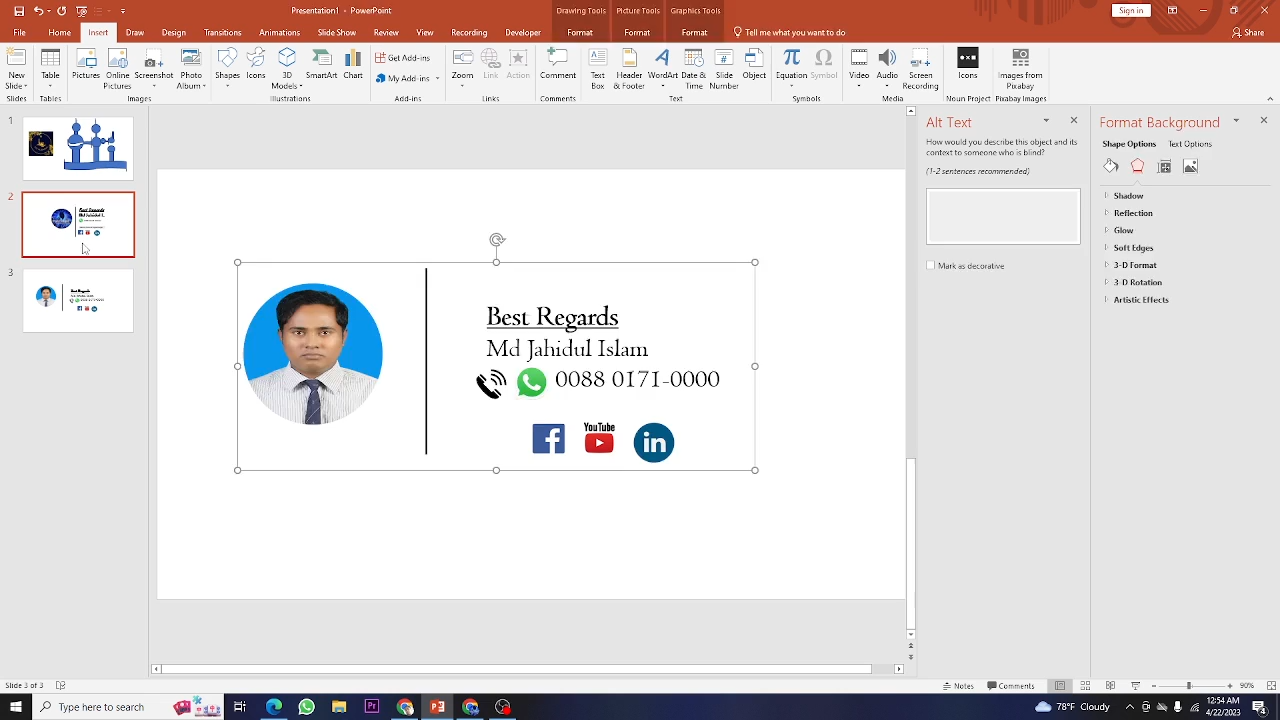 Presentation1 - PowerPoint
Drawing Tools
Picture Tools
Graphics Tools
Sign in
File Home Insert Draw Design Transitions Animations Slide Show Review View Recording Developer Format Format Format Tell me what you want to do Share
New Slide
Table
Pictures
Online Pictures
Screenshot
Photo Album
Shapes
Icons
3D Models
SmartArt
Chart
Get Add-ins
My Add-ins
Zoom
Link
Action
Comment
Text Box
Header & Footer
WordArt
Date & Time
Slide Number
Object
Equation
Symbol
Video
Audio
Screen Recording
Icons
Images from Pixabay
Slides Tables Images Illustrations Add-ins Links Comments Text Symbols Media Noun Project Pixabay Images
1
2
3
Best Regards
Md Jahidul Islam
0088 0171-0000
YouTube
in
Alt Text
How would you describe this object and its
context to someone who is blind?
(1-2 sentences recommended)
Mark as decorative
Format Background
Shape Options Text Options
Shadow
Reflection
Glow
Soft Edges
3-D Format
3-D Rotation
Artistic Effects
Slide 3 of 3
Notes Comments 90%
Type here to search
Pr
78°F Cloudy
12:53 AM
4/22/2023